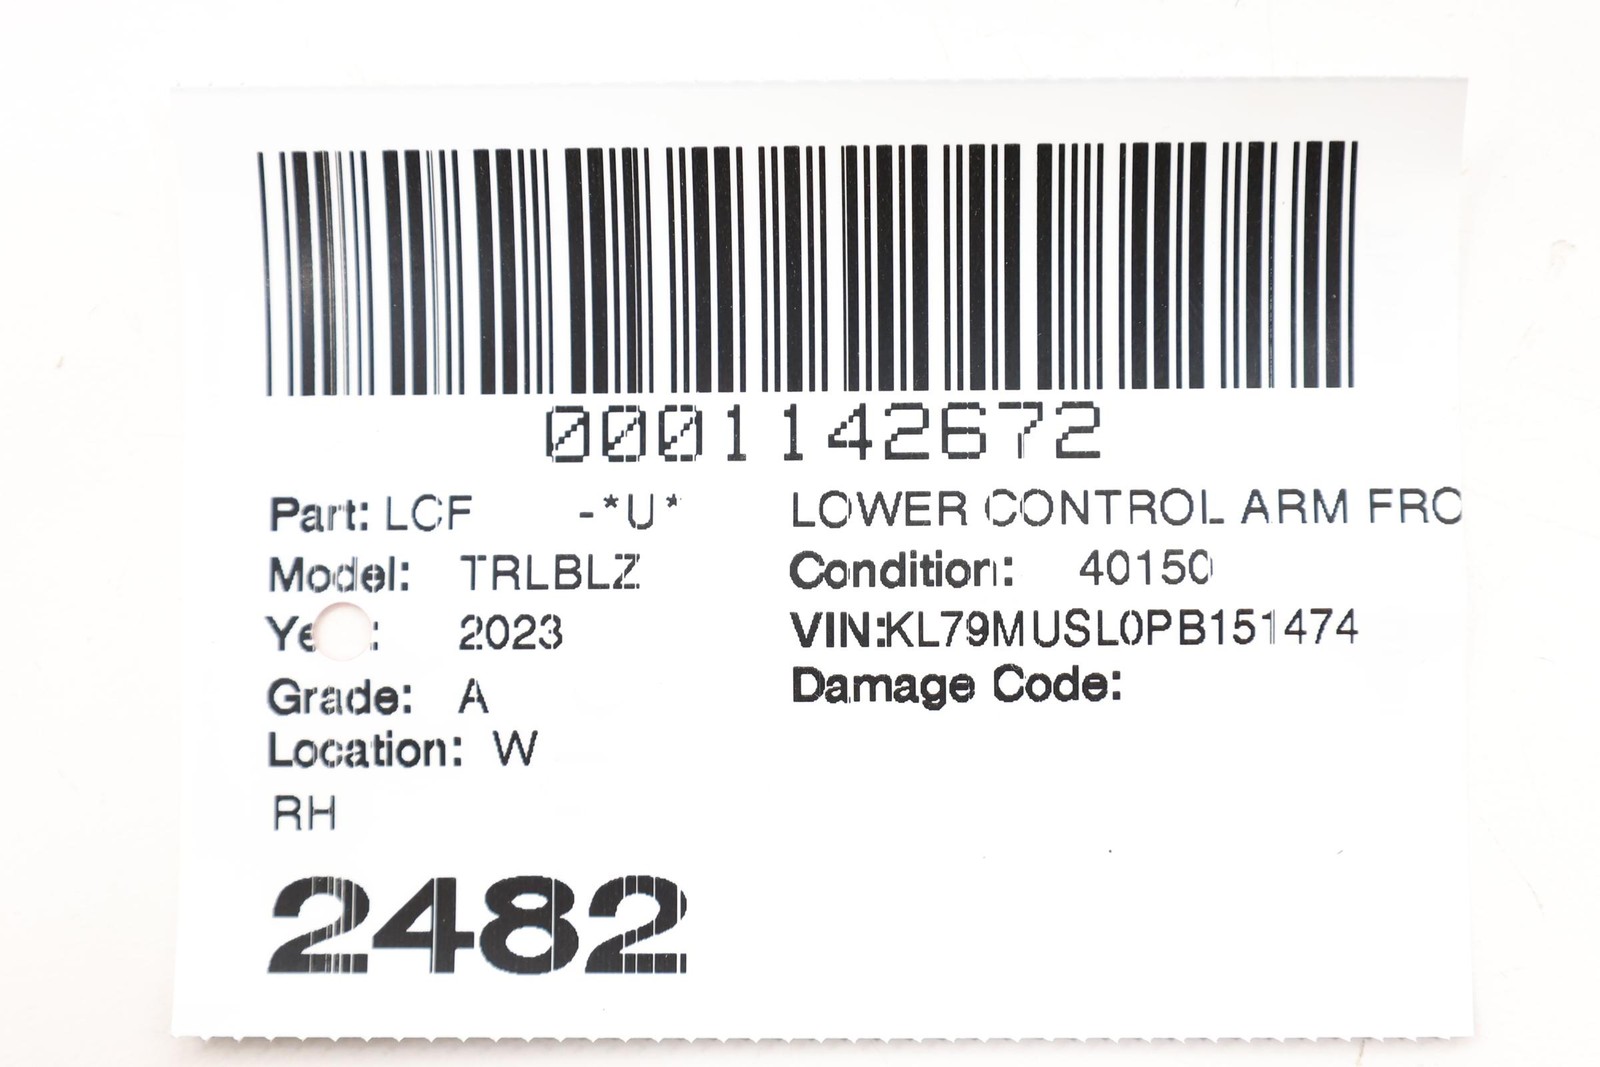 0001142672
Part: LCF -*U* LOWER CONTROL ARM FRO
Model: TRLBLZ Condition: 40150
Ye : 2023 VIN:KL79MUSL0PB151474
Grade: A Damage Code:
Location: W
RH
2482